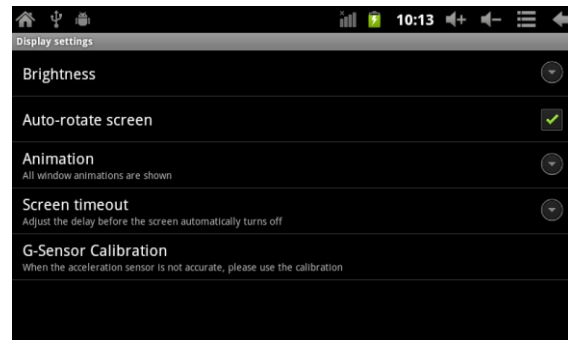 10:13
Display settings
Brightness
Auto-rotate screen
Animation
All window animations are shown
Screen timeout
Adjust the delay before the screen automatically turns off
G-Sensor Calibration
When the acceleration sensor is not accurate, please use the calibration